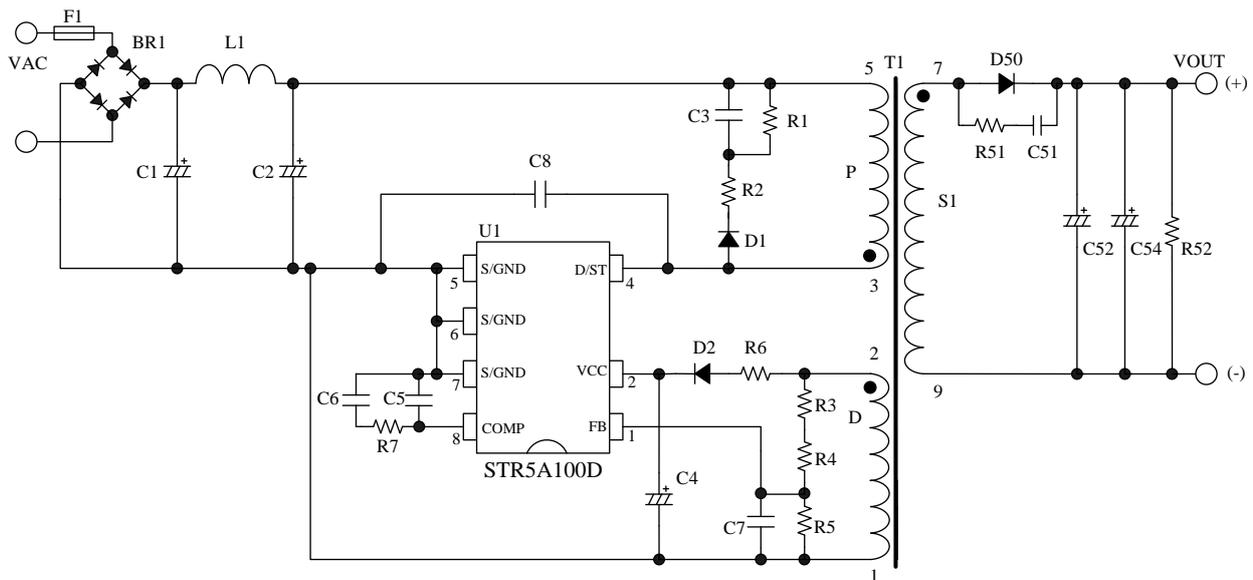 F1
BR1
VAC
L1
C1
C2
C8
C3
R1
R2
D1
5
T1
7
D50
VOUT
(+)
R51
C51
P
S1
C52
C54
R52
3
9
(-)
U1
S/GND
5
D/ST
4
S/GND
6
S/GND
7
VCC
2
COMP
8
FB
1
STR5A100D
C6
C5
R7
D2
R6
2
R3
D
R4
C4
C7
R5
1